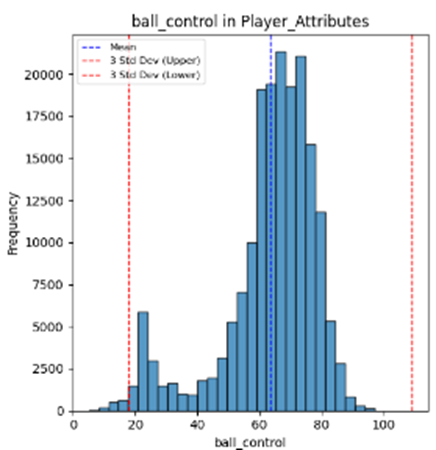 ball_control in Player_Attributes
Mean
3 Std Dev (Upper)
3 Std Dev (Lower)
20000
17500
15000
12500
10000
7500
5000
2500
0
Frequency
0 20 40 60 80 100
ball_control